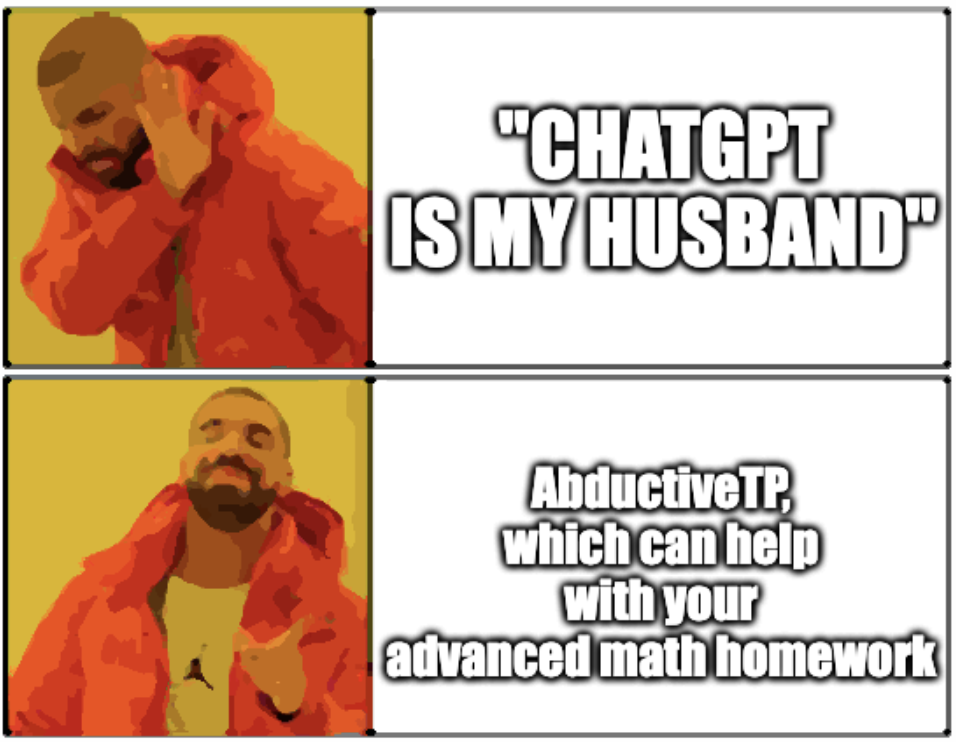 "CHATGPT
IS MY HUSBAND"
AbductiveTP,
which can help
with your
advanced math homework